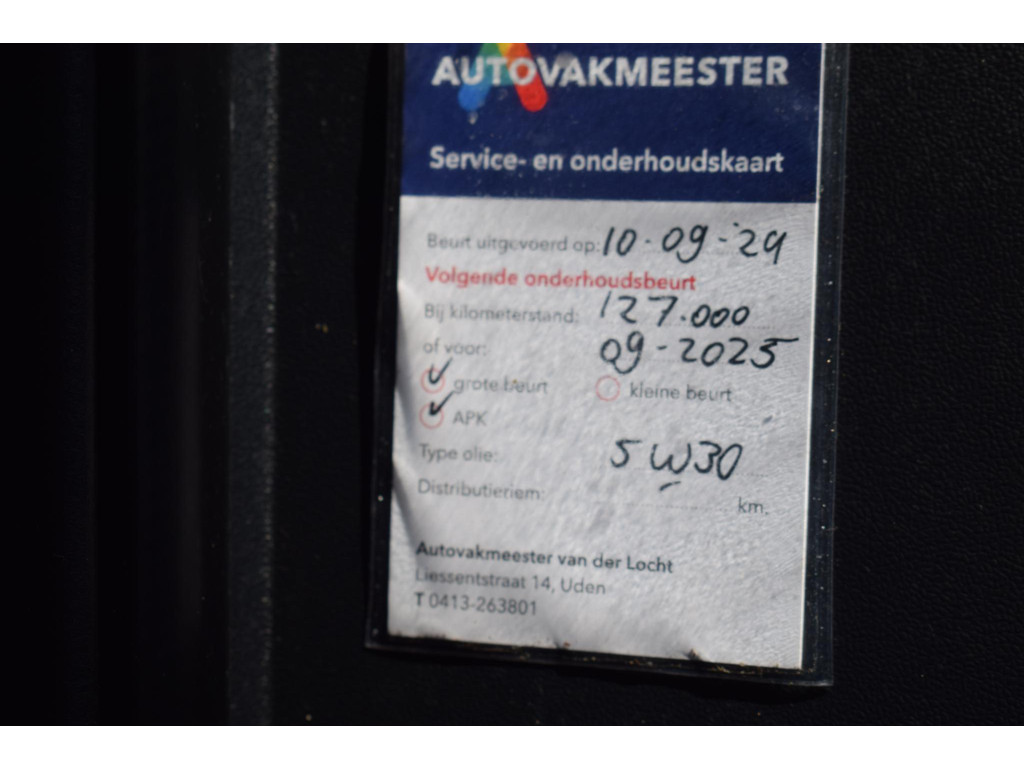 AUTOVAKMEESTER
Service- en onderhoudskaart
Beurt uitgevoerd op: 10-09-'24
Volgende onderhoudsbeurt
Bij kilometerstand: 127.000
of voor: 09-2025
grote beurt kleine beurt
APK
Type olie: 5W30
Distributieriem: km.
Autovakmeester van der Locht
Liessentstraat 14, Uden
T 0413-263801